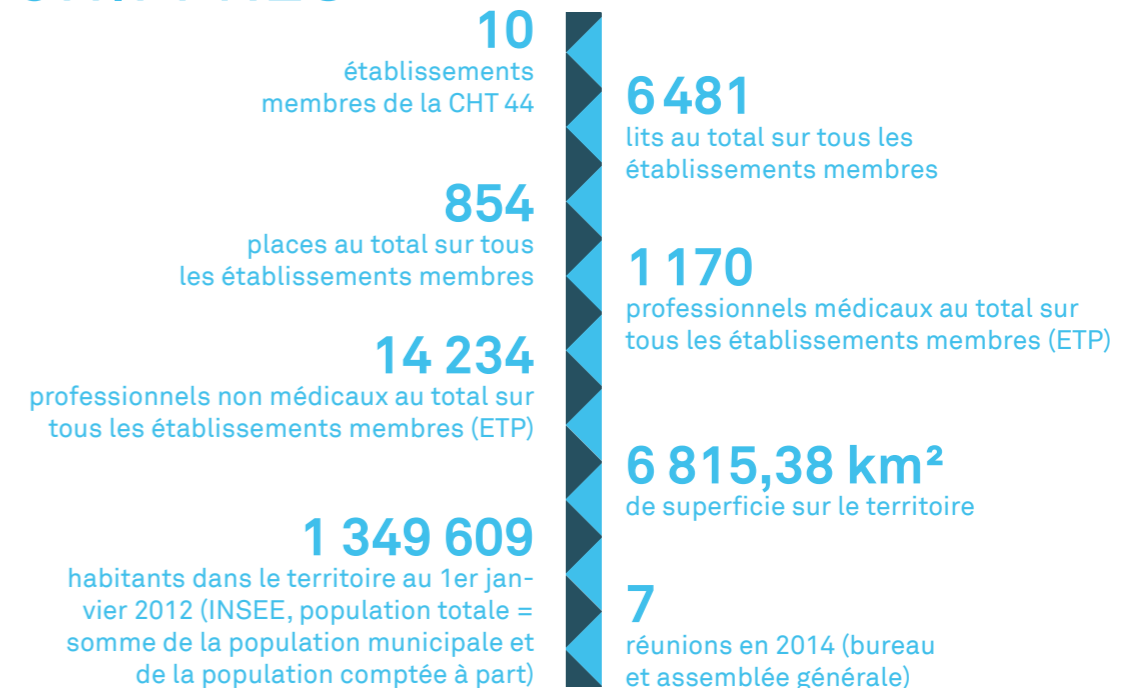 10
établissements
membres de la CHT 44
6 481
lits au total sur tous les
établissements membres
854
places au total sur tous
les établissements membres
1 170
professionnels médicaux au total sur
tous les établissements membres (ETP)
14 234
professionnels non médicaux au total sur
tous les établissements membres (ETP)
6 815,38 km²
de superficie sur le territoire
1 349 609
habitants dans le territoire au 1er jan-
vier 2012 (INSEE, population totale =
somme de la population municipale et
de la population comptée à part)
7
réunions en 2014 (bureau
et assemblée générale)